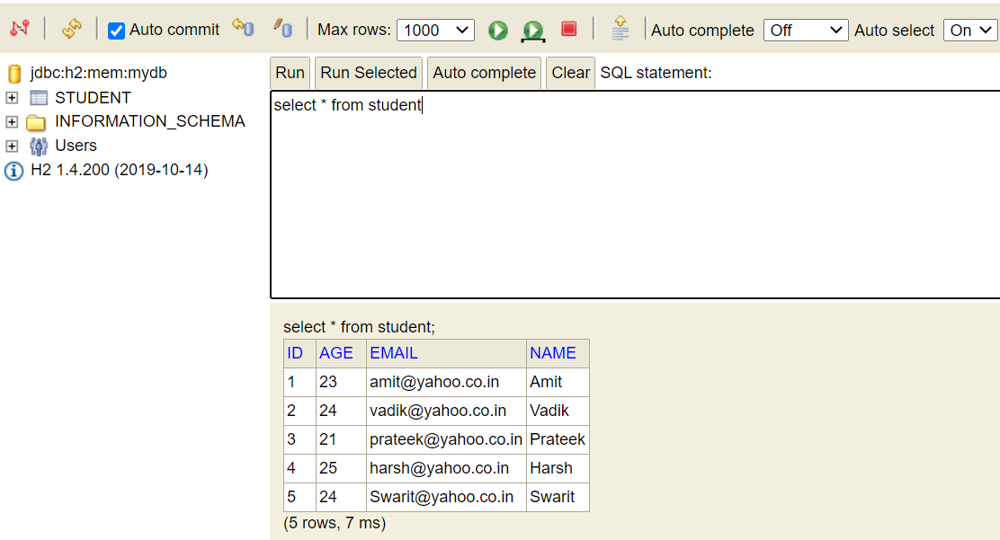 Auto commit Max rows: 1000 Auto complete Off Auto select On
jdbc:h2:mem:mydb
STUDENT
INFORMATION_SCHEMA
Users
H2 1.4.200 (2019-10-14)
Run Run Selected Auto complete Clear SQL statement:
select * from student
select * from student;
ID AGE EMAIL NAME
1 23 amit@yahoo.co.in Amit
2 24 vadik@yahoo.co.in Vadik
3 21 prateek@yahoo.co.in Prateek
4 25 harsh@yahoo.co.in Harsh
5 24 Swarit@yahoo.co.in Swarit
(5 rows, 7 ms)